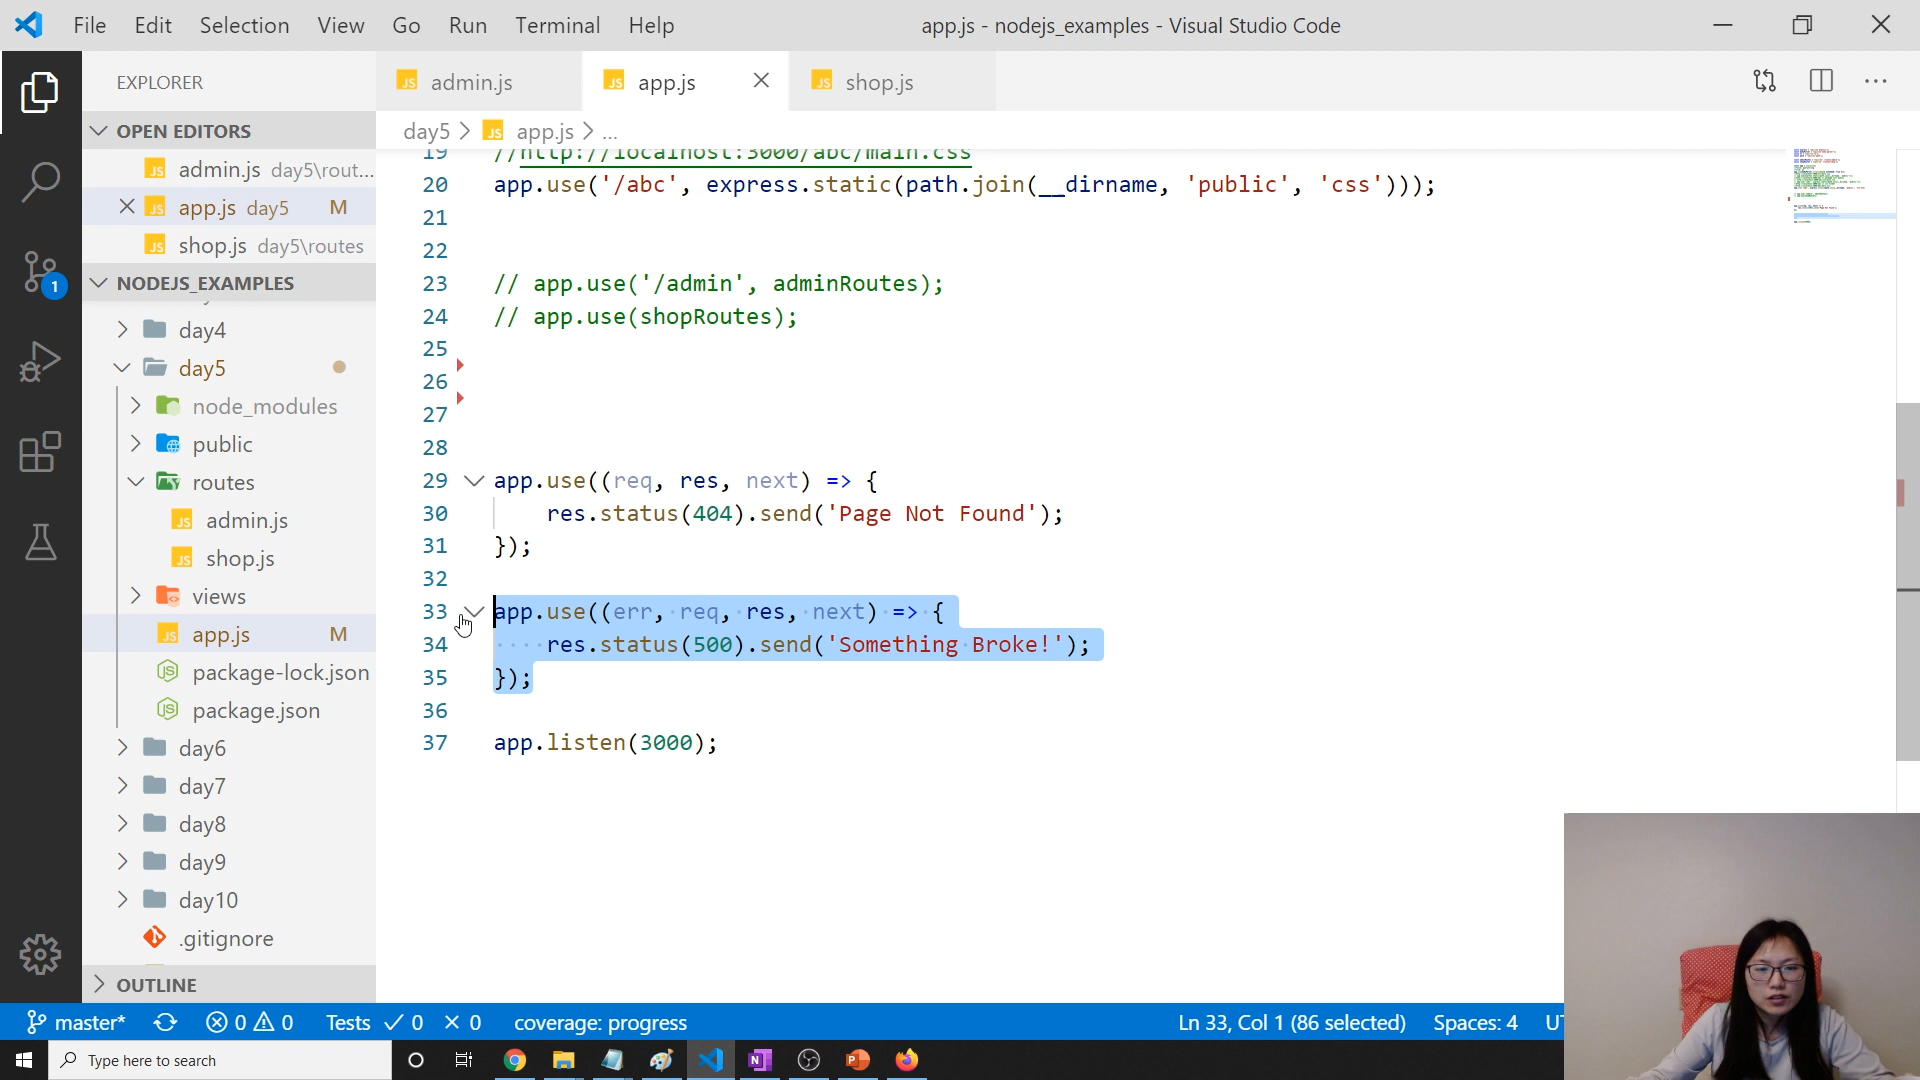 File Edit Selection View Go Run Terminal Help
app.js - nodejs_examples - Visual Studio Code
EXPLORER
admin.js
app.js
shop.js
OPEN EDITORS
day5 > app.js > ...
admin.js day5\rout...
app.js day5 M
shop.js day5\routes
NODEJS_EXAMPLES
day4
day5
node_modules
public
routes
admin.js
shop.js
views
app.js M
package-lock.json
package.json
day6
day7
day8
day9
day10
.gitignore
OUTLINE
1
19 //http://localhost:3000/abc/main.css
20 app.use('/abc', express.static(path.join(__dirname, 'public', 'css')));
21
22
23 // app.use('/admin', adminRoutes);
24 // app.use(shopRoutes);
25
26
27
28
29 app.use((req, res, next) => {
30 res.status(404).send('Page Not Found');
31 });
32
33 app.use((err, req, res, next) => {
34 res.status(500).send('Something Broke!');
35 });
36
37 app.listen(3000);
master* 0 0 Tests 0 0 coverage: progress Ln 33, Col 1 (86 selected) Spaces: 4
Type here to search